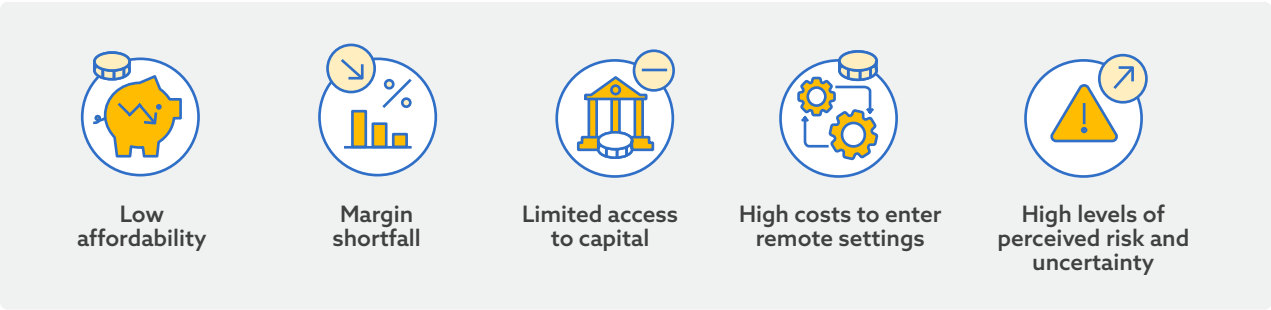 Low
affordability
Margin
shortfall
Limited access
to capital
High costs to enter
remote settings
High levels of
perceived risk and
uncertainty